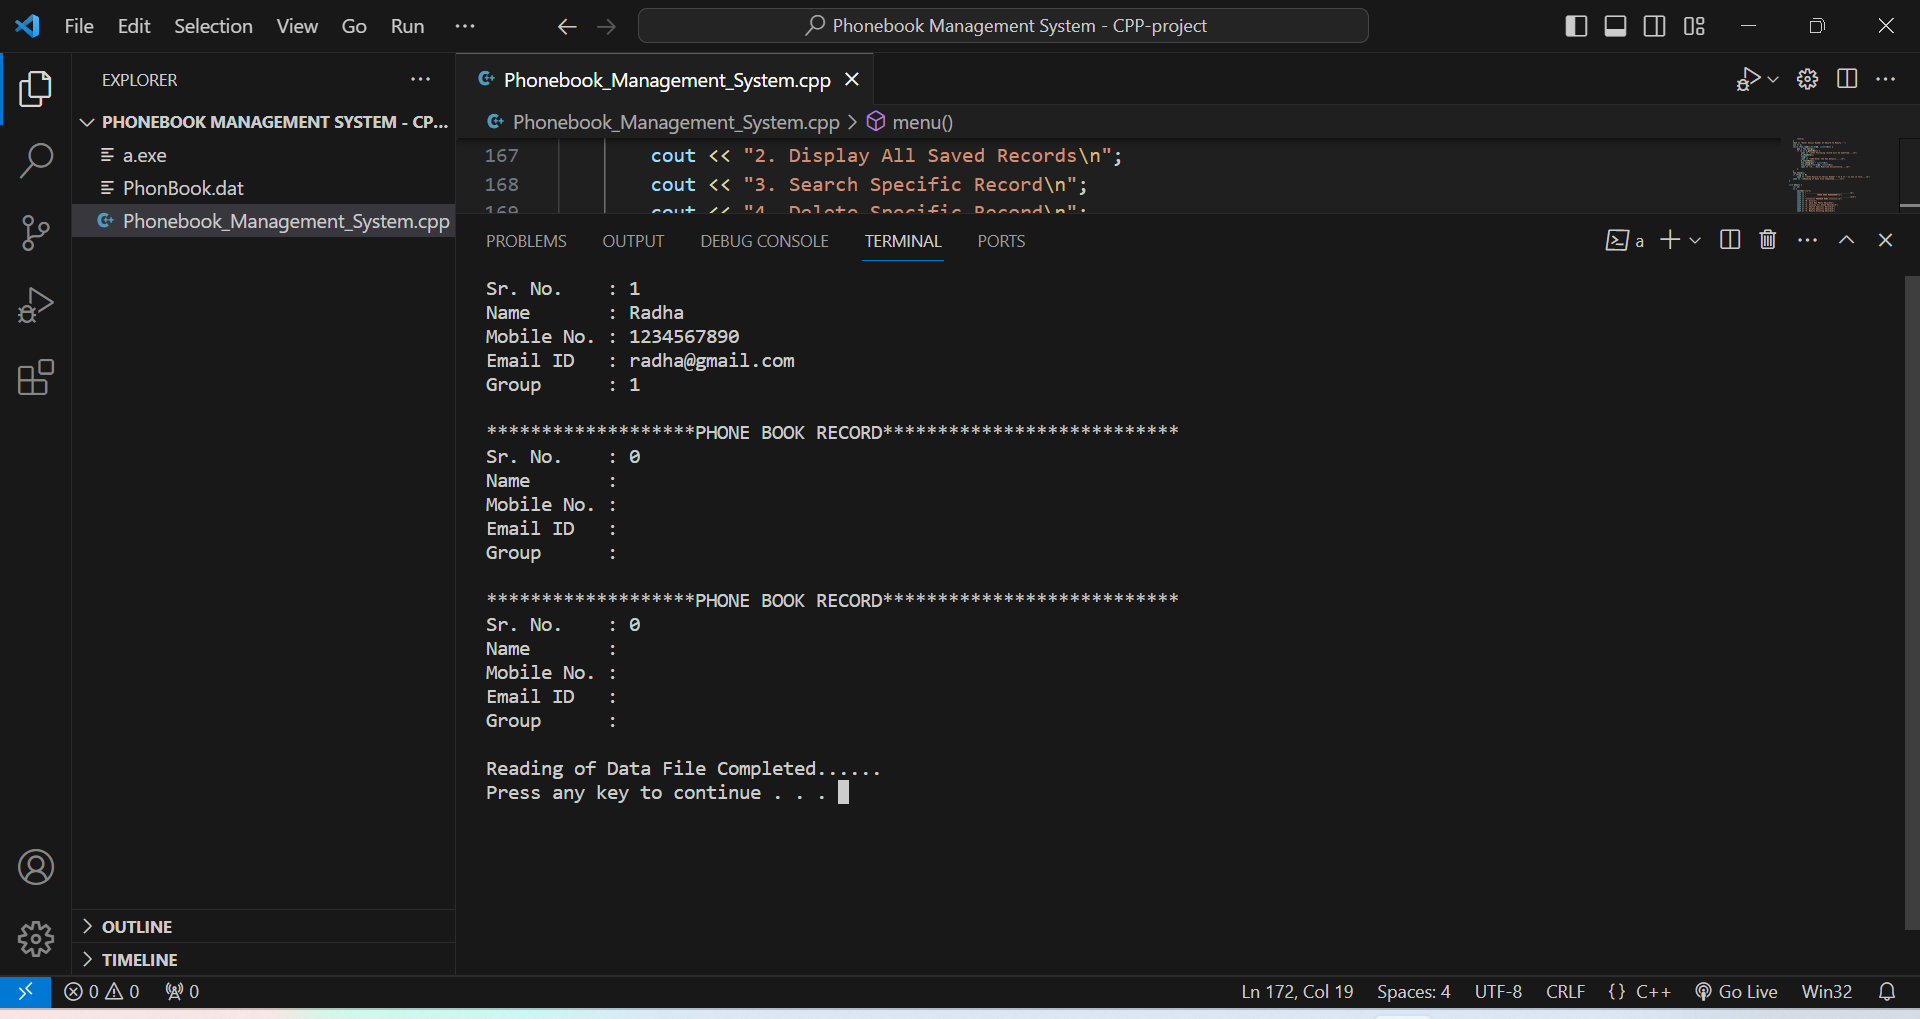 File Edit Selection View Go Run ···
Phonebook Management System - CPP-project
EXPLORER
PHONEBOOK MANAGEMENT SYSTEM - CP...
a.exe
PhonBook.dat
Phonebook_Management_System.cpp
Phonebook_Management_System.cpp
Phonebook_Management_System.cpp > menu()
167 cout << "2. Display All Saved Records\n";
168 cout << "3. Search Specific Record\n";
169 cout << "4. Delete Specific Record\n";
PROBLEMS OUTPUT DEBUG CONSOLE TERMINAL PORTS
a
Sr. No. : 1
Name : Radha
Mobile No. : 1234567890
Email ID : radha@gmail.com
Group : 1
*******************PHONE BOOK RECORD***************************
Sr. No. : 0
Name :
Mobile No. :
Email ID :
Group :
*******************PHONE BOOK RECORD***************************
Sr. No. : 0
Name :
Mobile No. :
Email ID :
Group :
Reading of Data File Completed......
Press any key to continue . . .
OUTLINE
TIMELINE
0 0 0
Ln 172, Col 19 Spaces: 4 UTF-8 CRLF {} C++ Go Live Win32